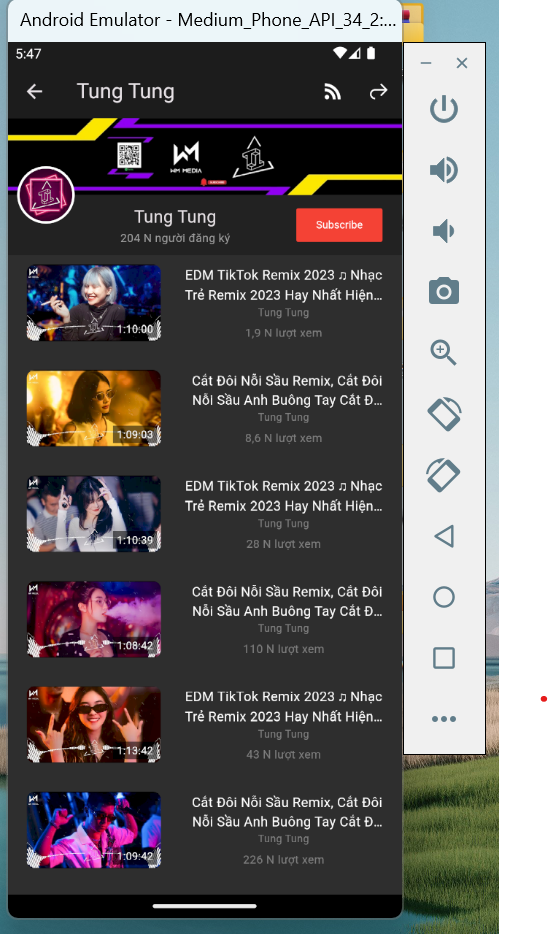 Android Emulator - Medium_Phone_API_34_2:...
5:47
Tung Tung
WM MEDIA
Tung Tung
204 N người đăng ký
Subscribe
EDM TikTok Remix 2023 ♫ Nhạc
Trẻ Remix 2023 Hay Nhất Hiện...
Tung Tung
1,9 N lượt xem
1:10:00
Cắt Đôi Nỗi Sầu Remix, Cắt Đôi
Nỗi Sầu Anh Buông Tay Cắt Đ...
Tung Tung
8,6 N lượt xem
1:09:03
EDM TikTok Remix 2023 ♫ Nhạc
Trẻ Remix 2023 Hay Nhất Hiện...
Tung Tung
28 N lượt xem
1:10:39
Cắt Đôi Nỗi Sầu Remix, Cắt Đôi
Nỗi Sầu Anh Buông Tay Cắt Đ...
Tung Tung
110 N lượt xem
1:08:42
EDM TikTok Remix 2023 ♫ Nhạc
Trẻ Remix 2023 Hay Nhất Hiện...
Tung Tung
43 N lượt xem
1:13:42
Cắt Đôi Nỗi Sầu Remix, Cắt Đôi
Nỗi Sầu Anh Buông Tay Cắt Đ...
Tung Tung
226 N lượt xem
1:09:42